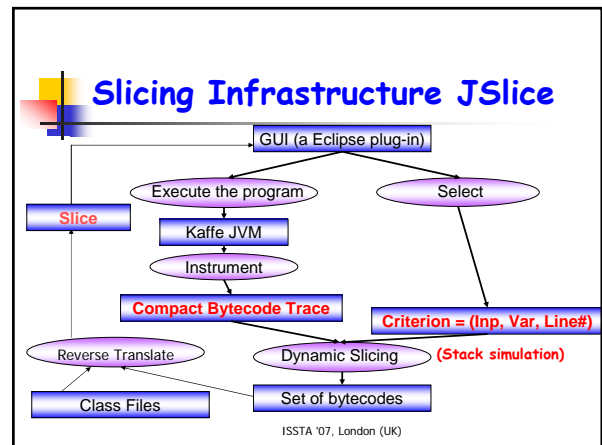 Slicing Infrastructure JSlice
GUI (a Eclipse plug-in)
Execute the program
Select
Slice
Kaffe JVM
Instrument
Compact Bytecode Trace
Criterion = (Inp, Var, Line#)
Reverse Translate
Dynamic Slicing
(Stack simulation)
Class Files
Set of bytecodes
ISSTA '07, London (UK)